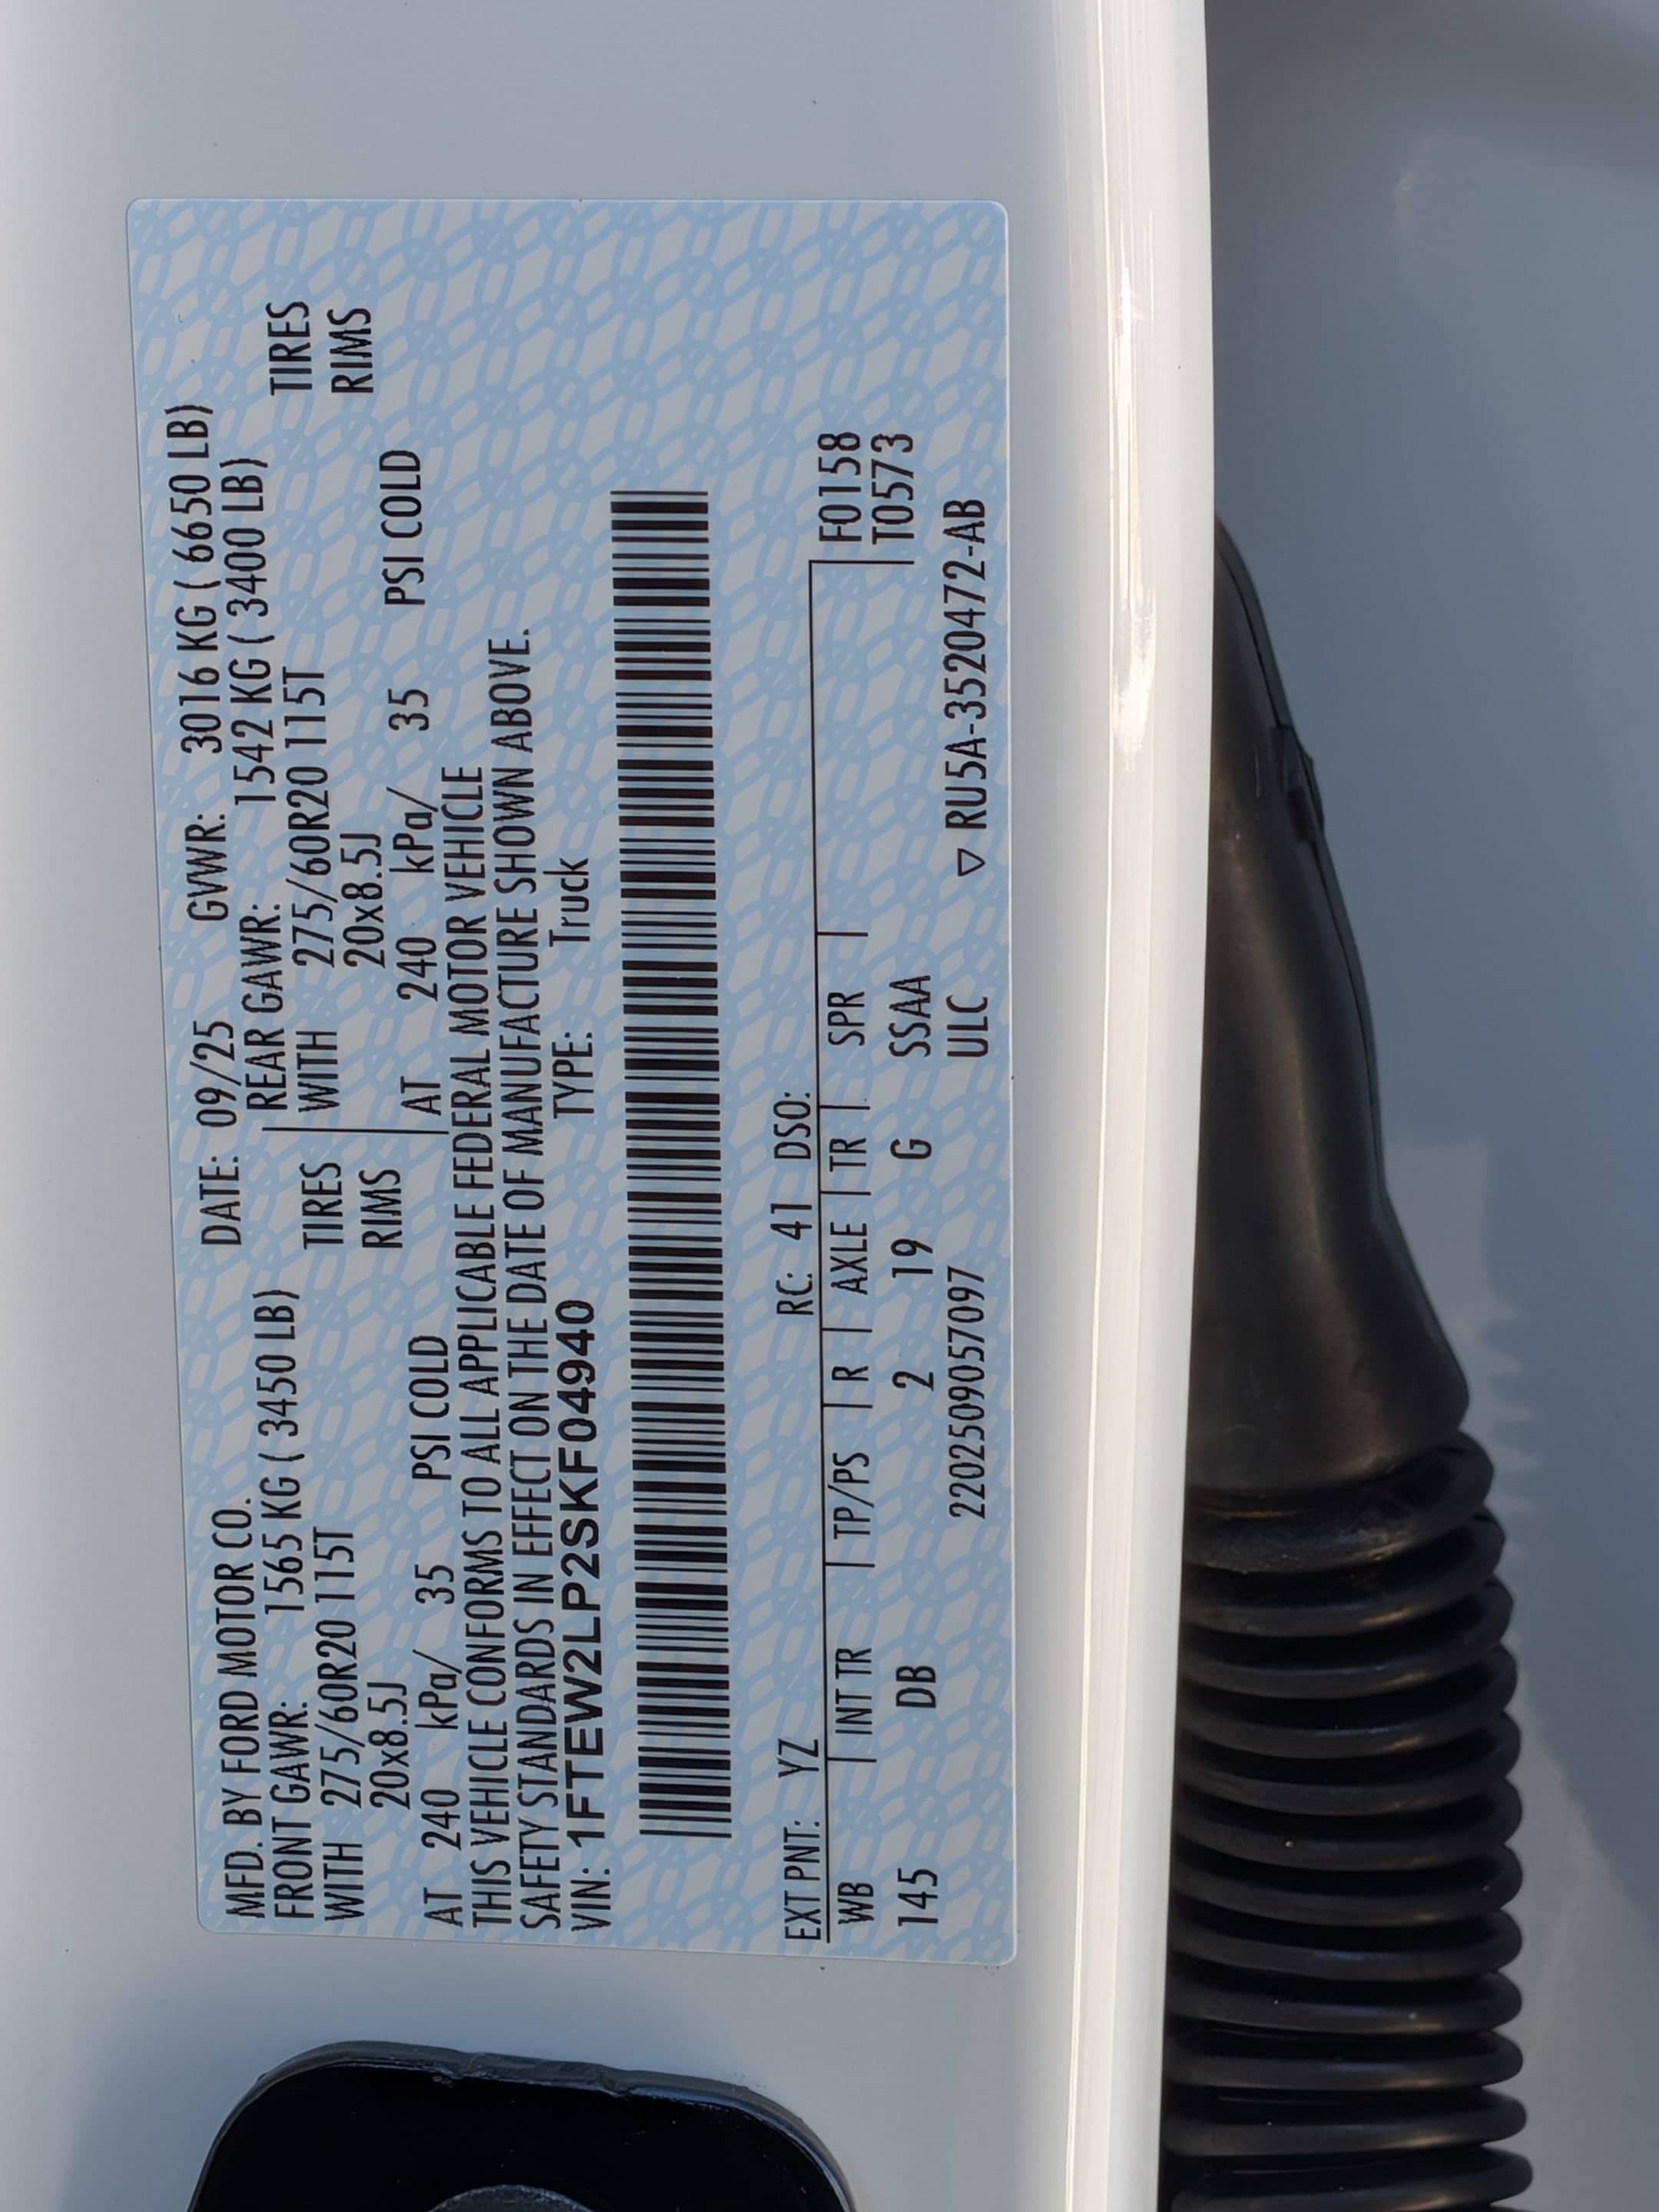 MFD. BY FORD MOTOR CO. DATE: 09/25 GVWR: 3016 KG ( 6650 LB)
FRONT GAWR: 1565 KG ( 3450 LB) REAR GAWR: 1542 KG ( 3400 LB)
WITH 275/60R20 115T TIRES WITH 275/60R20 115T TIRES
20x8.5J RIMS 20x8.5J RIMS
AT 240 kPa/ 35 PSI COLD AT 240 kPa/ 35 PSI COLD
THIS VEHICLE CONFORMS TO ALL APPLICABLE FEDERAL MOTOR VEHICLE
SAFETY STANDARDS IN EFFECT ON THE DATE OF MANUFACTURE SHOWN ABOVE.
VIN: 1FTEW2LP2SKF04940 TYPE: Truck
EXT PNT: YZ RC: 41 DSO:
WB INT TR TP/PS R AXLE TR SPR F0158
145 DB 2 19 G SSAA T0573
2202509057097 ULC ▽ RU5A-3520472-AB